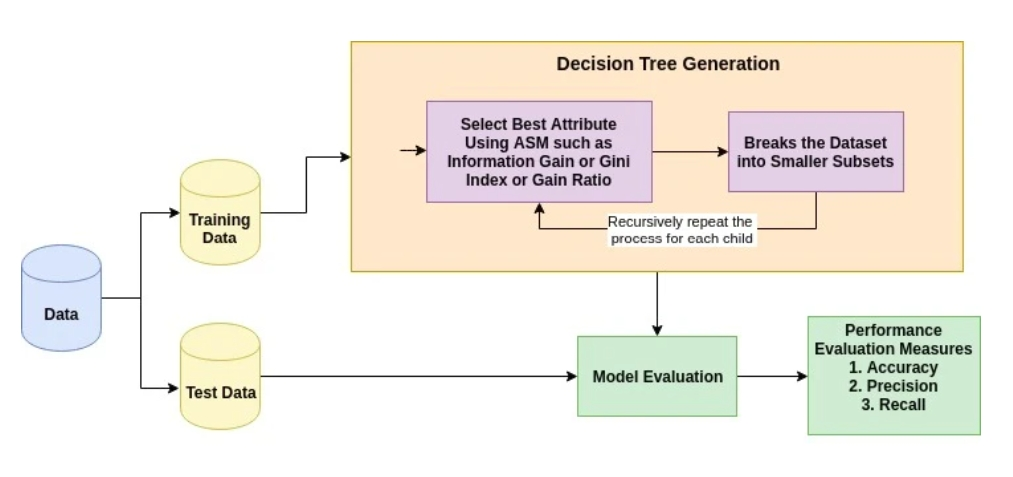 Decision Tree Generation
Select Best Attribute
Using ASM such as
Information Gain or Gini
Index or Gain Ratio
Breaks the Dataset
into Smaller Subsets
Recursively repeat the
process for each child
Training
Data
Data
Test Data
Model Evaluation
Performance
Evaluation Measures
1. Accuracy
2. Precision
3. Recall